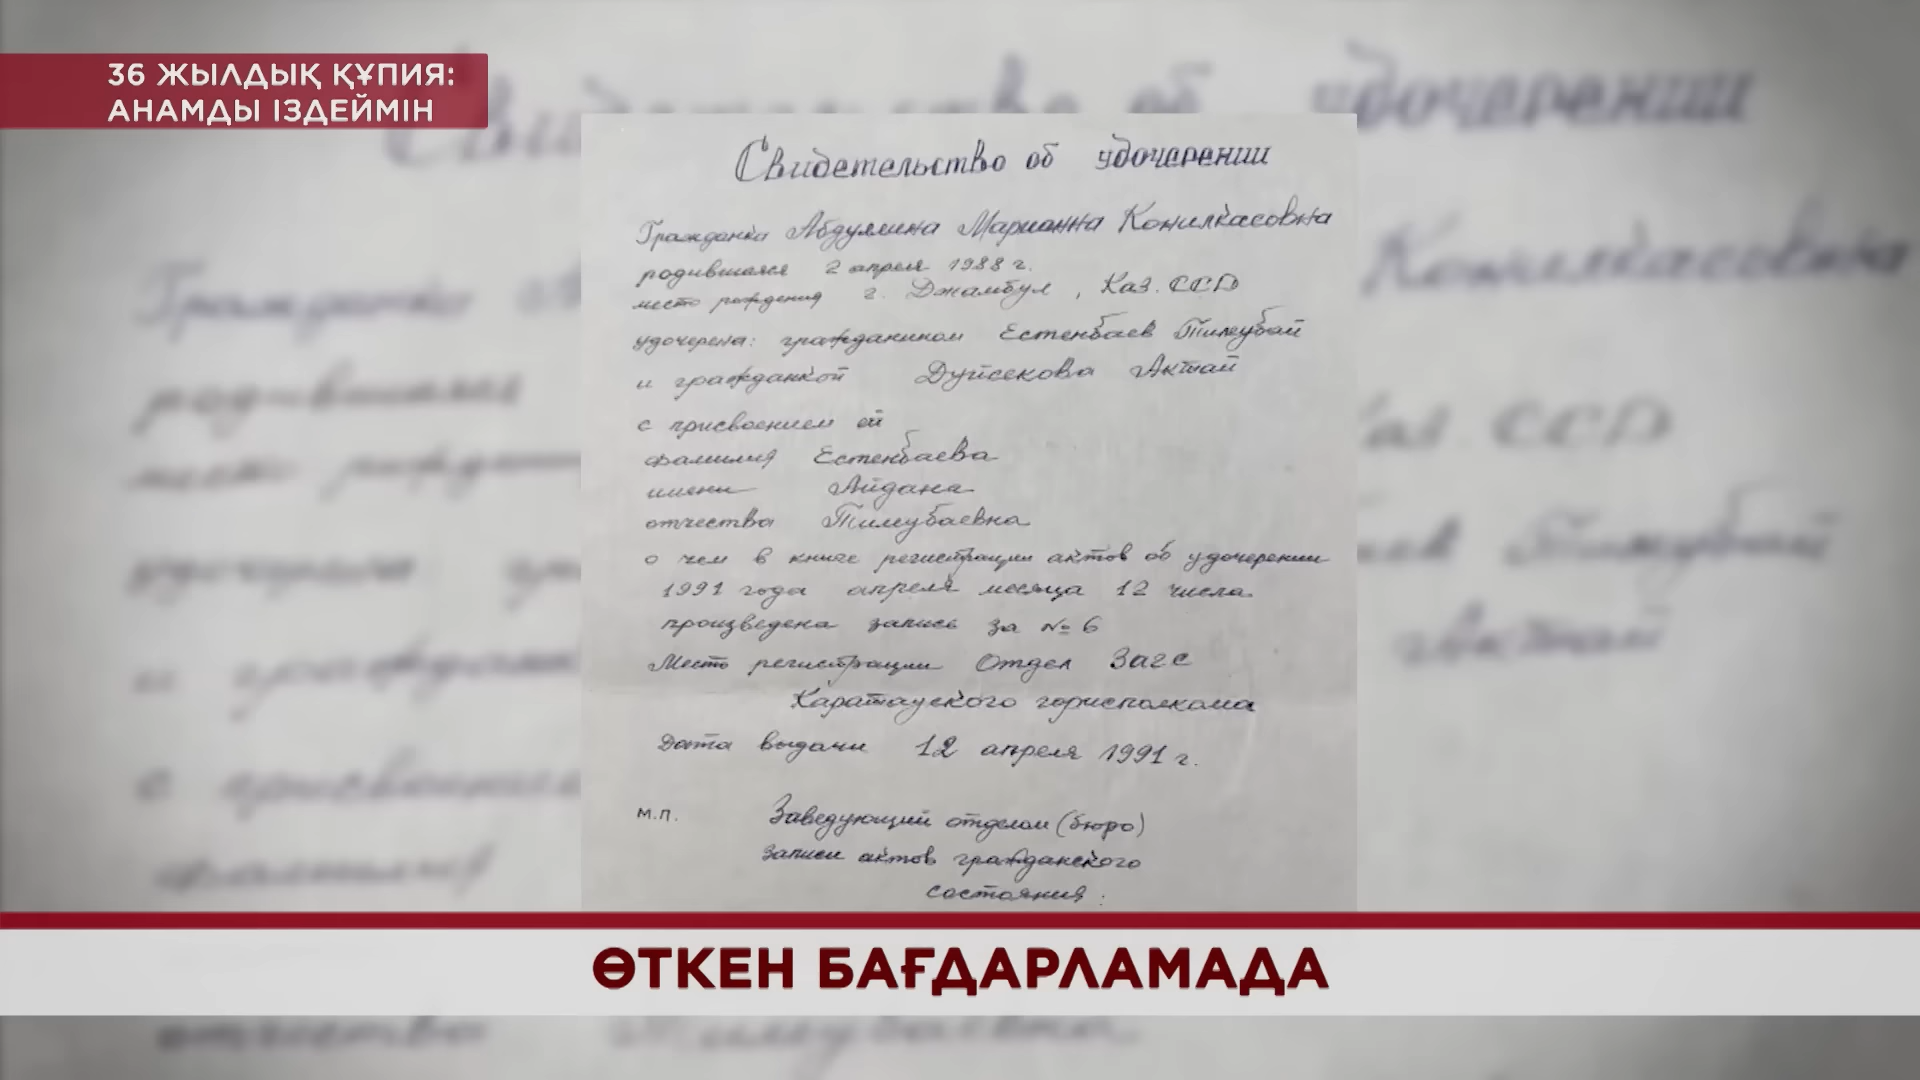 36 ЖЫЛДЫҚ ҚҰПИЯ:
АНАМДЫ ІЗДЕЙМІН
Свидетельство об удочерении
Гражданка Абдуллина Марианна Конилкасовна
родившаяся 2 апреля 1988 г.
место рождения г. Джамбул, Каз. ССР
удочерена: гражданином Естенбаев Тилеубай
и гражданкой Дуйсекова Актай
с присвоением ей
фамилия Естенбаева
имени Айдана
отчества Тилеубаевна
о чем в книге регистрации актов об удочерении
1991 года апреля месяца 12 числа
произведена запись за № 6
Место регистрации Отдел Загс
Каратауского горисполкома
Дата выдачи 12 апреля 1991 г.
м.п. Заведующий отделом (бюро)
записи актов гражданского
состояния:
ӨТКЕН БАҒДАРЛАМАДА